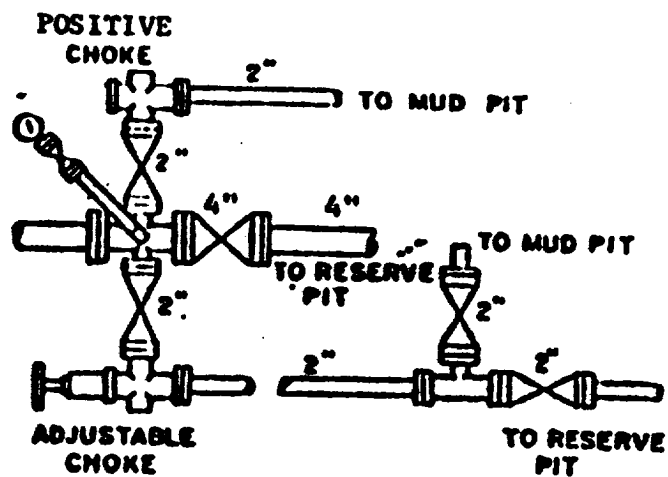 POSITIVE
CHOKE
2"
TO MUD PIT
2"
4"
4"
TO RESERVE
PIT
TO MUD PIT
2"
2"
2"
2"
ADJUSTABLE
CHOKE
TO RESERVE
PIT